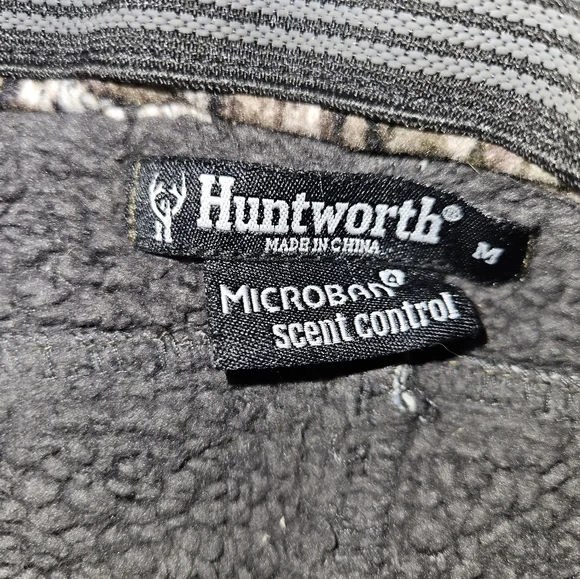 Huntworth®
MADE IN CHINA
M
MICROBAN
scent control